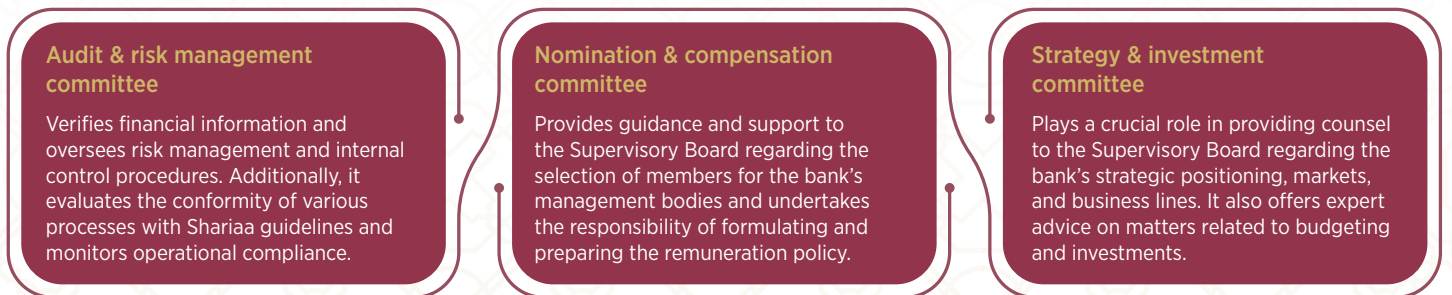 Audit & risk management
committee
Verifies financial information and
oversees risk management and internal
control procedures. Additionally, it
evaluates the conformity of various
processes with Shariaa guidelines and
monitors operational compliance.
Nomination & compensation
committee
Provides guidance and support to
the Supervisory Board regarding the
selection of members for the bank’s
management bodies and undertakes
the responsibility of formulating and
preparing the remuneration policy.
Strategy & investment
committee
Plays a crucial role in providing counsel
to the Supervisory Board regarding the
bank’s strategic positioning, markets,
and business lines. It also offers expert
advice on matters related to budgeting
and investments.